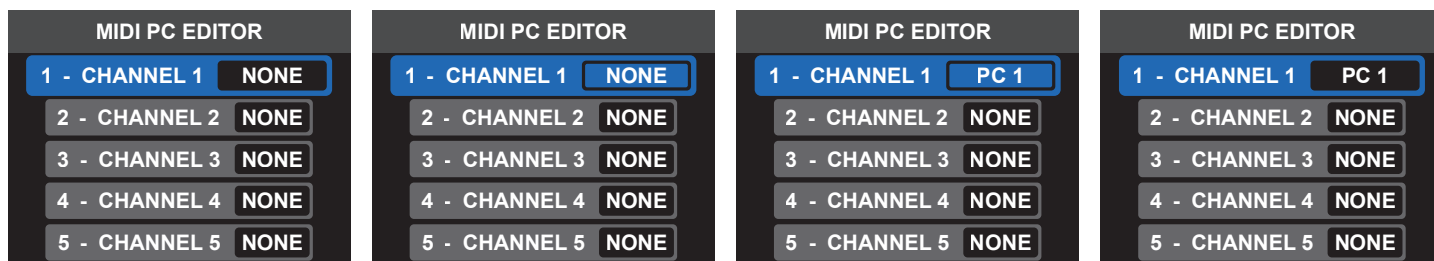 MIDI PC EDITOR
1 - CHANNEL 1 NONE
2 - CHANNEL 2 NONE
3 - CHANNEL 3 NONE
4 - CHANNEL 4 NONE
5 - CHANNEL 5 NONE
MIDI PC EDITOR
1 - CHANNEL 1 NONE
2 - CHANNEL 2 NONE
3 - CHANNEL 3 NONE
4 - CHANNEL 4 NONE
5 - CHANNEL 5 NONE
MIDI PC EDITOR
1 - CHANNEL 1 PC 1
2 - CHANNEL 2 NONE
3 - CHANNEL 3 NONE
4 - CHANNEL 4 NONE
5 - CHANNEL 5 NONE
MIDI PC EDITOR
1 - CHANNEL 1 PC 1
2 - CHANNEL 2 NONE
3 - CHANNEL 3 NONE
4 - CHANNEL 4 NONE
5 - CHANNEL 5 NONE